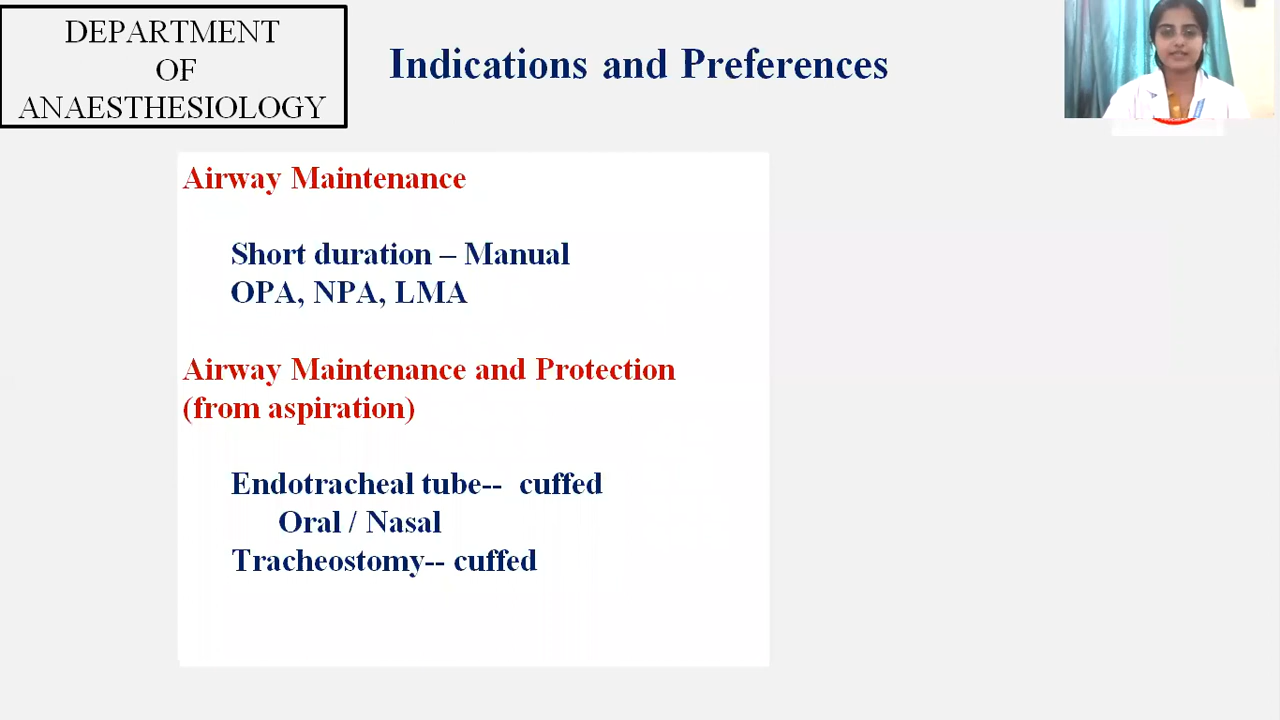 DEPARTMENT
OF
ANAESTHESIOLOGY
Indications and Preferences
Airway Maintenance
Short duration – Manual
OPA, NPA, LMA
Airway Maintenance and Protection
(from aspiration)
Endotracheal tube-- cuffed
Oral / Nasal
Tracheostomy-- cuffed